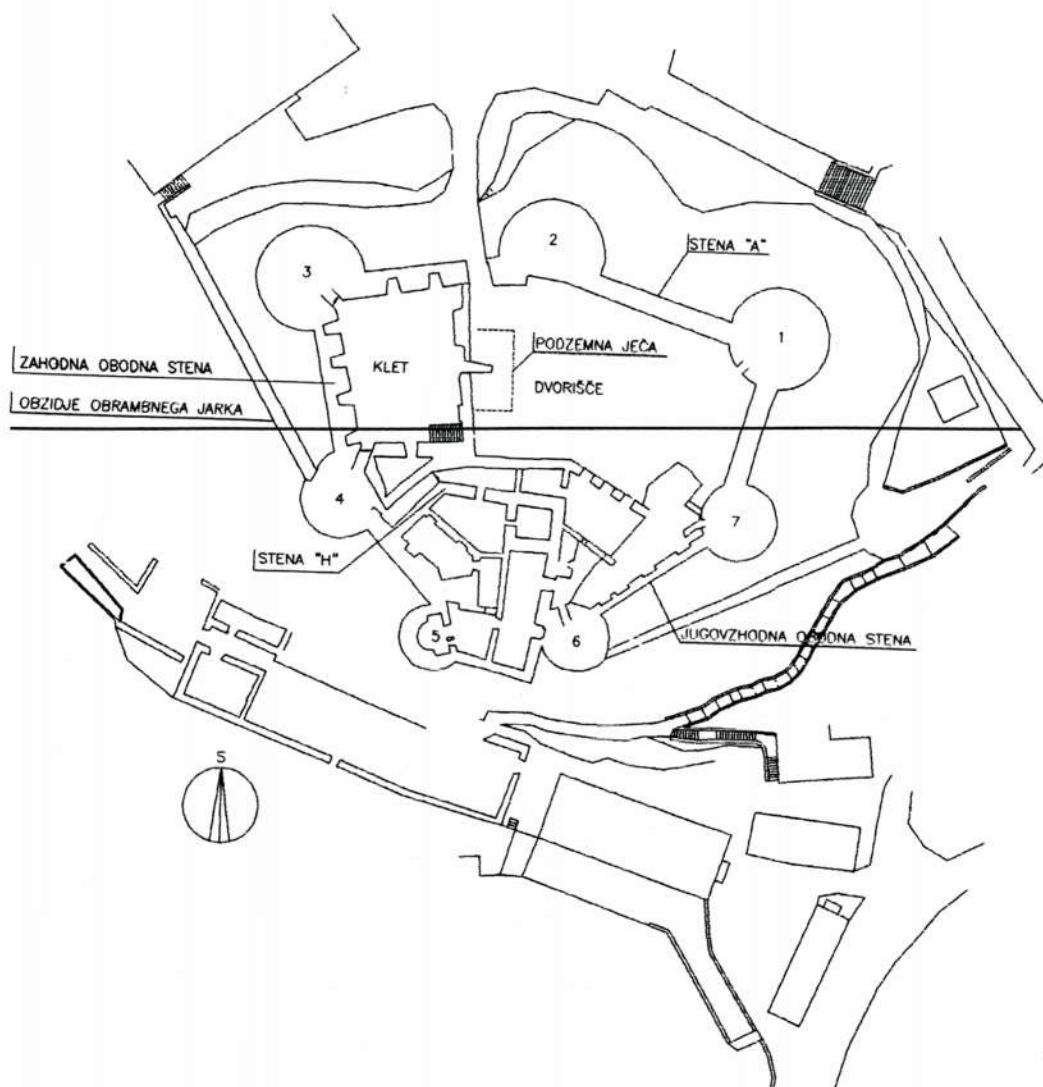 2
STENA "A"
3
1
ZAHODNA OBODNA STENA
KLET
PODZEMNA JEČA
DVORIŠČE
OBZIDJE OBRAMBNEGA JARKA
4
7
STENA "H"
5
6
JUGOVZHODNA OBODNA STENA
S